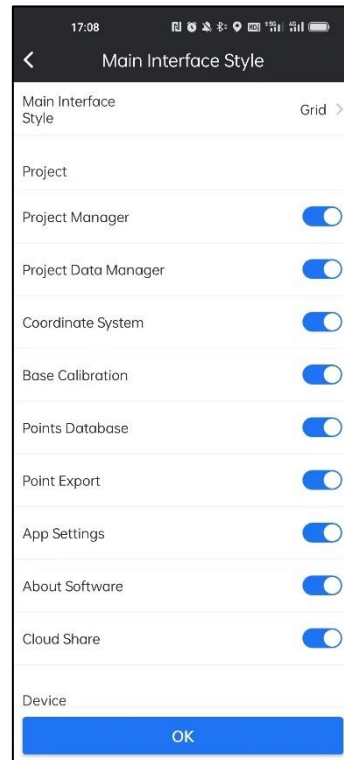 17:08
Main Interface Style
Main Interface
Style
Grid
Project
Project Manager
Project Data Manager
Coordinate System
Base Calibration
Points Database
Point Export
App Settings
About Software
Cloud Share
Device
OK